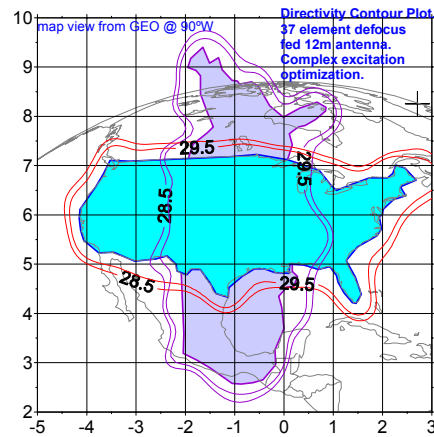 map view from GEO @ 90ºW
Directivity Contour Plot.
37 element defocus
fed 12m antenna.
Complex excitation
optimization.
10
9
8
7
6
5
4
3
2
29.5
29.5
28.5
28.5
29.5
-5 -4 -3 -2 -1 0 1 2 3